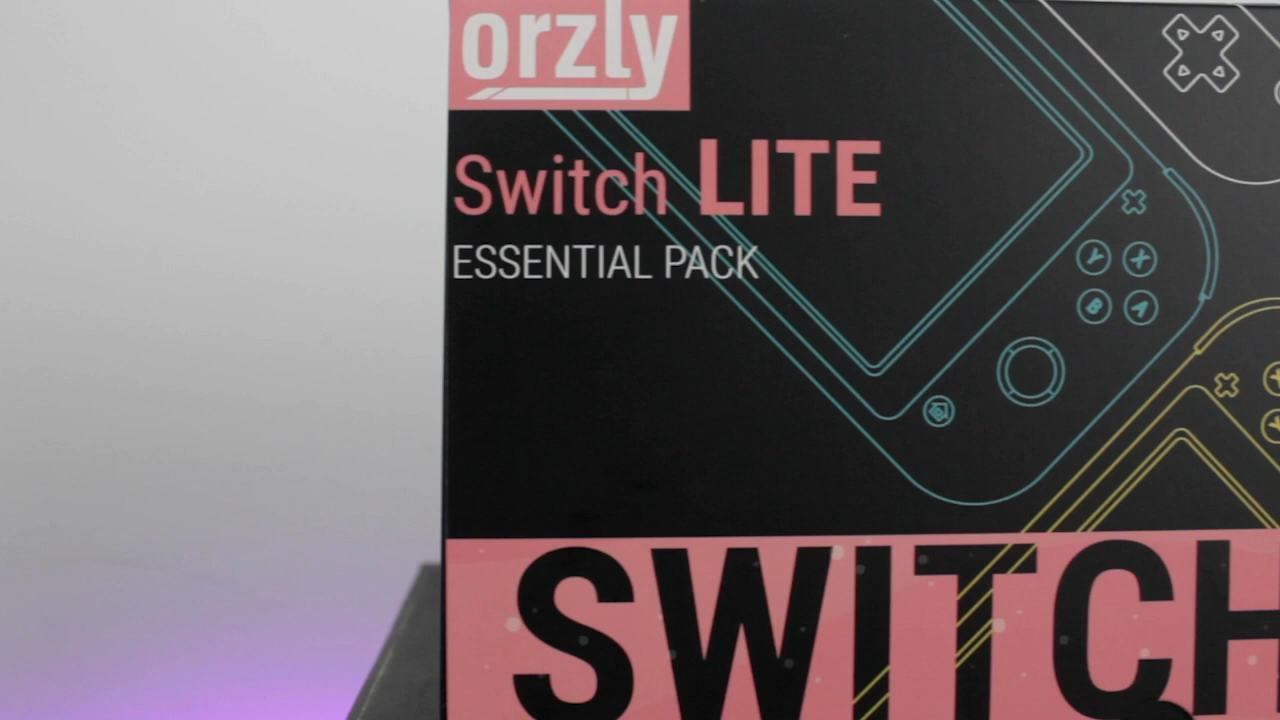 orzly
Switch LITE
ESSENTIAL PACK
Y X
B A
SWITCH